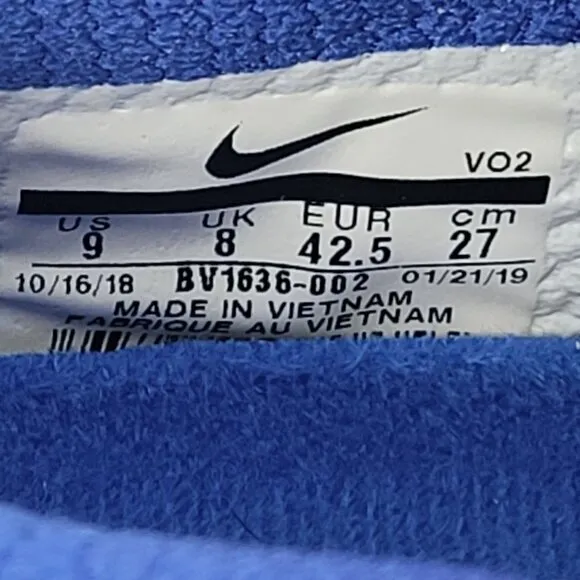 VO2
US UK EUR cm
9 8 42.5 27
10/16/18 BV1636-002 01/21/19
MADE IN VIETNAM
FABRIQUE AU VIETNAM